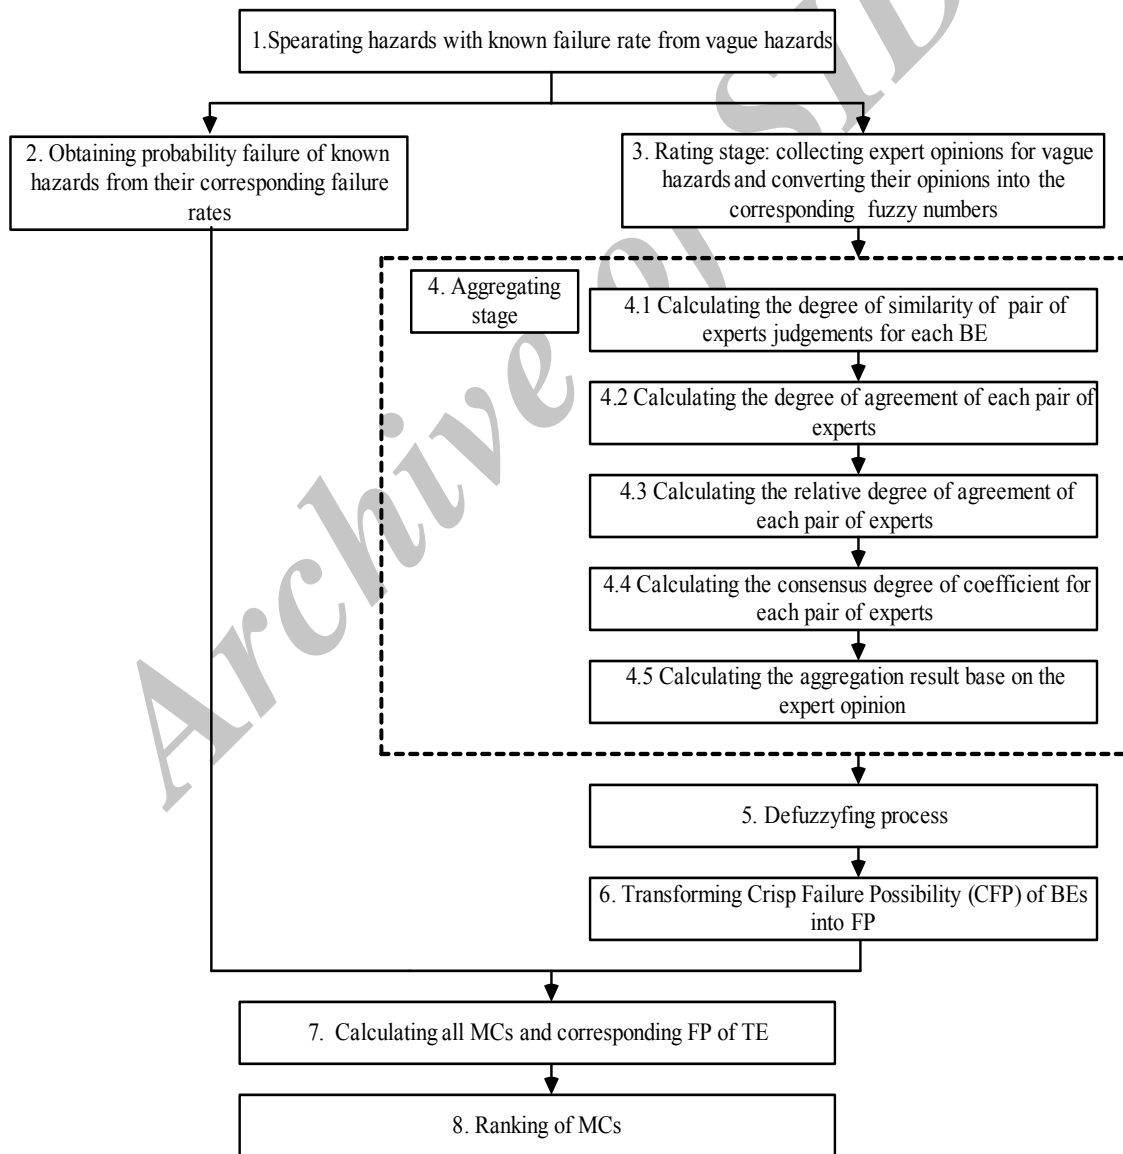 1.Spearating hazards with known failure rate from vague hazards
2. Obtaining probability failure of known
hazards from their corresponding failure
rates
3. Rating stage: collecting expert opinions for vague
hazards and converting their opinions into the
corresponding fuzzy numbers
4. Aggregating
stage
4.1 Calculating the degree of similarity of pair of
experts judgements for each BE
4.2 Calculating the degree of agreement of each pair of
experts
4.3 Calculating the relative degree of agreement of
each pair of experts
4.4 Calculating the consensus degree of coefficient for
each pair of experts
4.5 Calculating the aggregation result base on the
expert opinion
5. Defuzzyfing process
6. Transforming Crisp Failure Possibility (CFP) of BEs
into FP
7. Calculating all MCs and corresponding FP of TE
8. Ranking of MCs
Archive of